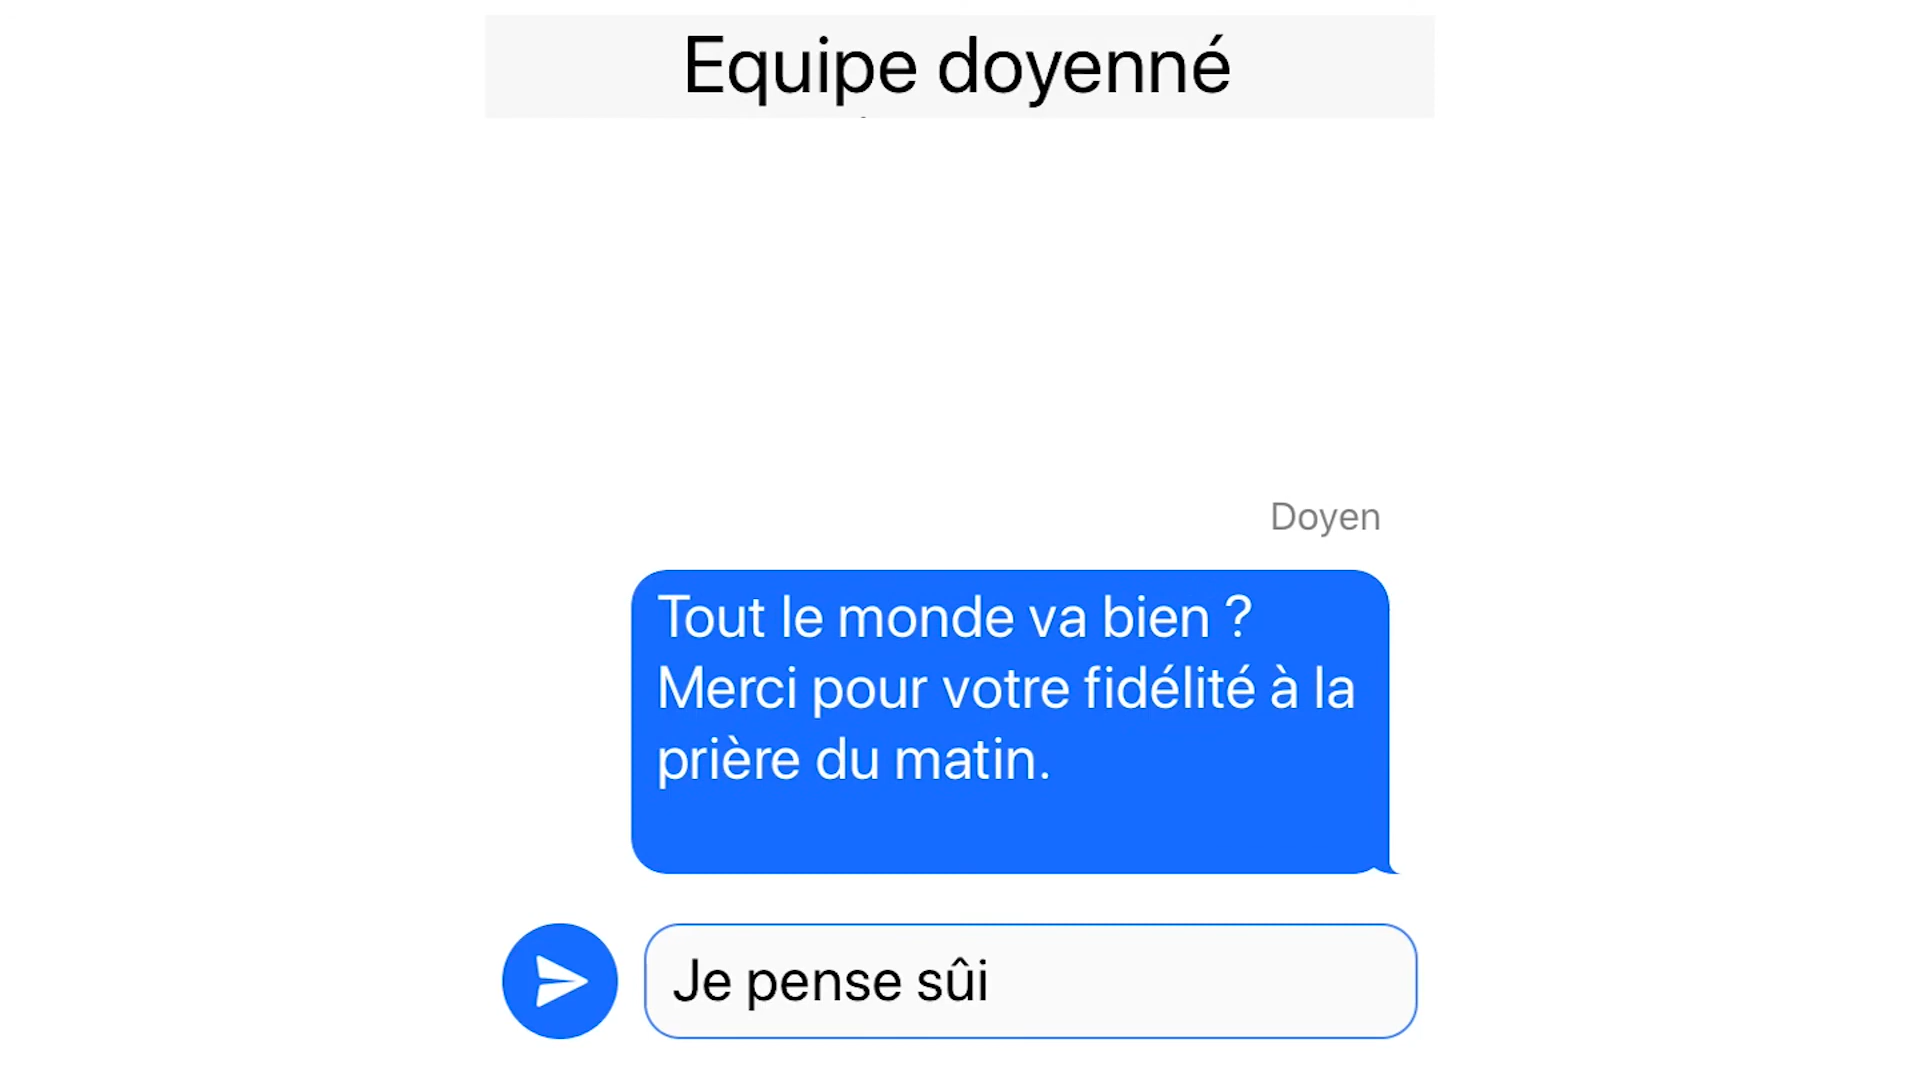 Equipe doyenné
Doyen
Tout le monde va bien ?
Merci pour votre fidélité à la
prière du matin.
Je pense sûi